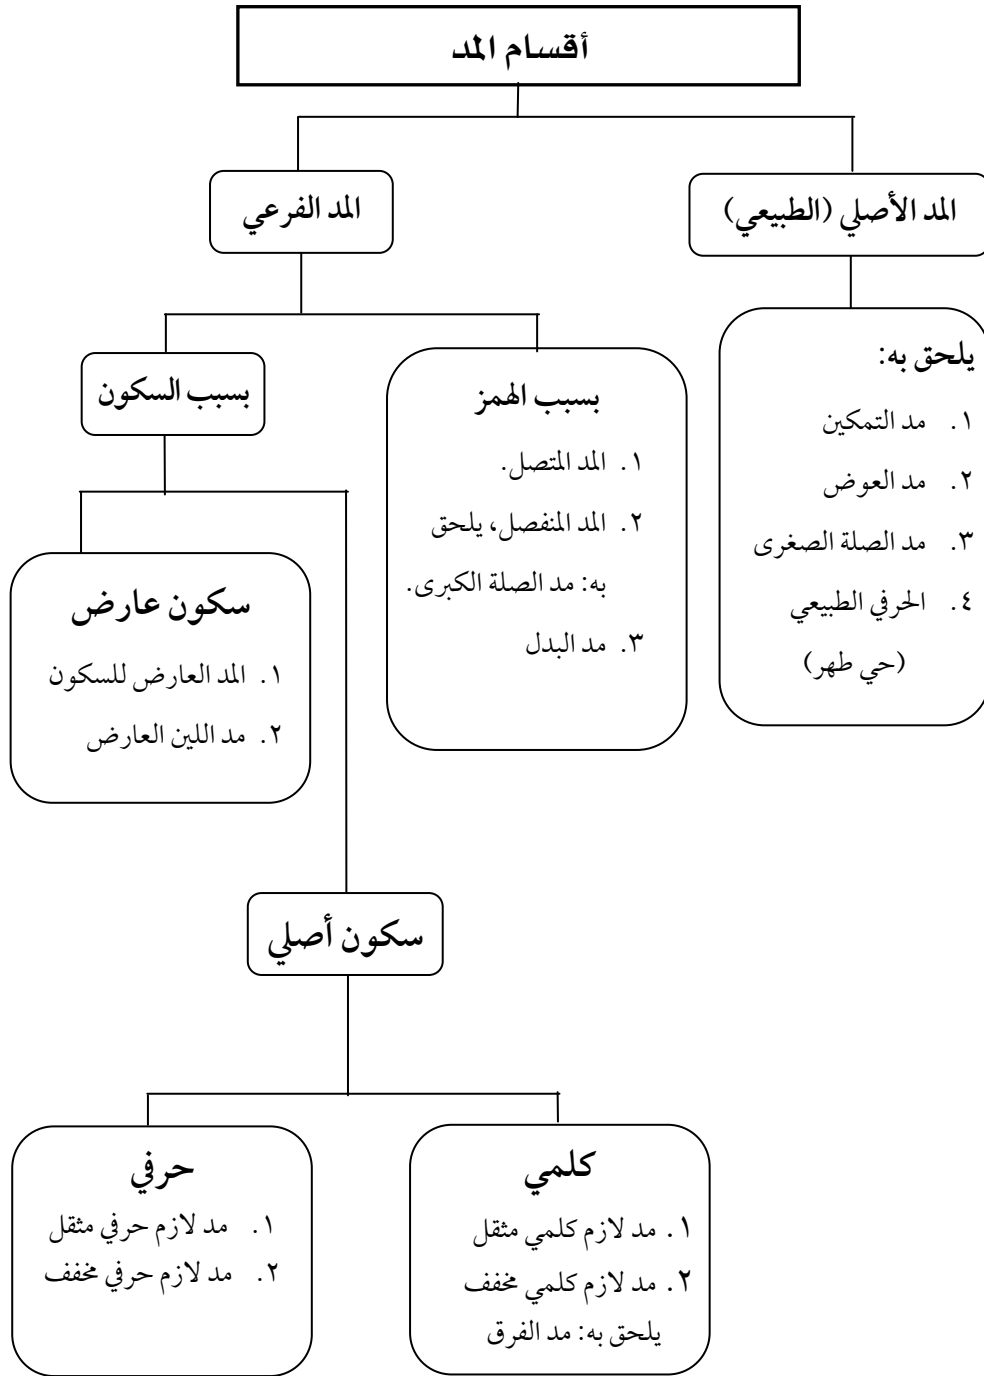 أقسام المد
المد الأصلي (الطبيعي)
المد الفرعي
يلحق به:
١. مد التمكين
٢. مد العوض
٣. مد الصلة الصغرى
٤. الحرفي الطبيعي
(حي طهر)
بسبب الهمز
١. المد المتصل.
٢. المد المنفصل، يلحق
به: مد الصلة الكبرى.
٣. مد البدل
بسبب السكون
سكون عارض
١. المد العارض للسكون
٢. مد اللين العارض
سكون أصلي
كلمي
١. مد لازم كلمي مثقل
٢. مد لازم كلمي مخفف
يلحق به: مد الفرق
حرفي
١. مد لازم حرفي مثقل
٢. مد لازم حرفي مخفف